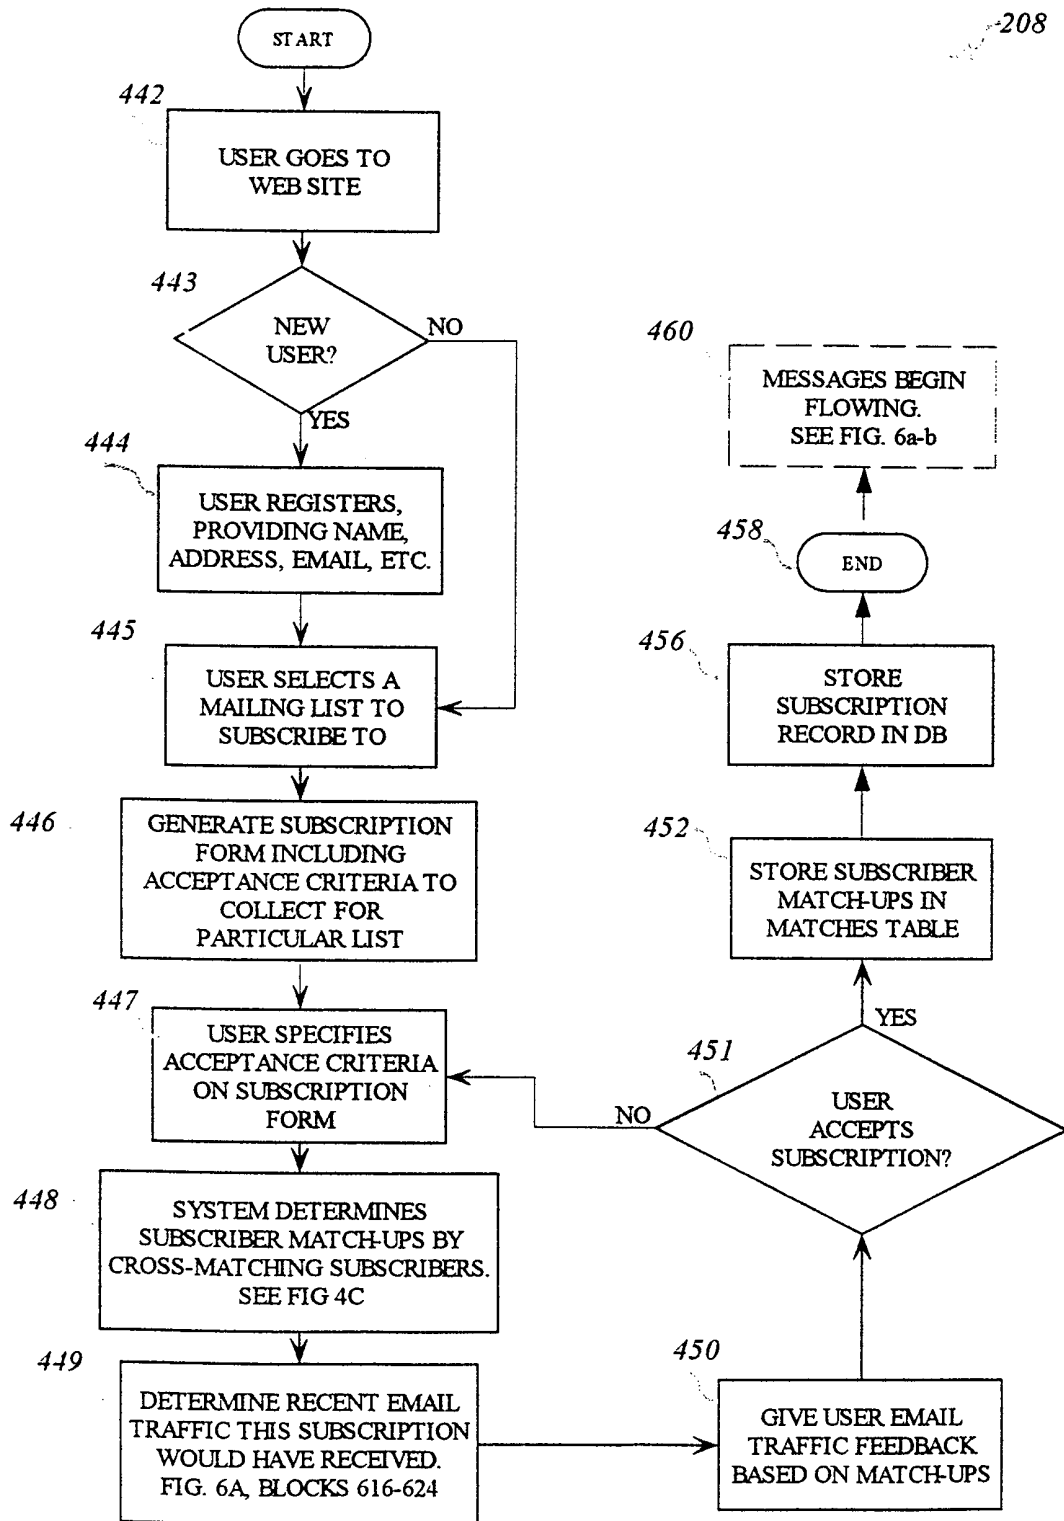 START
208
442
USER GOES TO
WEB SITE
443
NEW
USER?
NO
YES
444
USER REGISTERS,
PROVIDING NAME,
ADDRESS, EMAIL, ETC.
445
USER SELECTS A
MAILING LIST TO
SUBSCRIBE TO
446
GENERATE SUBSCRIPTION
FORM INCLUDING
ACCEPTANCE CRITERIA TO
COLLECT FOR
PARTICULAR LIST
447
USER SPECIFIES
ACCEPTANCE CRITERIA
ON SUBSCRIPTION
FORM
448
SYSTEM DETERMINES
SUBSCRIBER MATCH-UPS BY
CROSS-MATCHING SUBSCRIBERS.
SEE FIG 4C
449
DETERMINE RECENT EMAIL
TRAFFIC THIS SUBSCRIPTION
WOULD HAVE RECEIVED.
FIG. 6A, BLOCKS 616-624
450
GIVE USER EMAIL
TRAFFIC FEEDBACK
BASED ON MATCH-UPS
451
USER
ACCEPTS
SUBSCRIPTION?
NO
YES
452
STORE SUBSCRIBER
MATCH-UPS IN
MATCHES TABLE
456
STORE
SUBSCRIPTION
RECORD IN DB
458
END
460
MESSAGES BEGIN
FLOWING.
SEE FIG. 6a-b